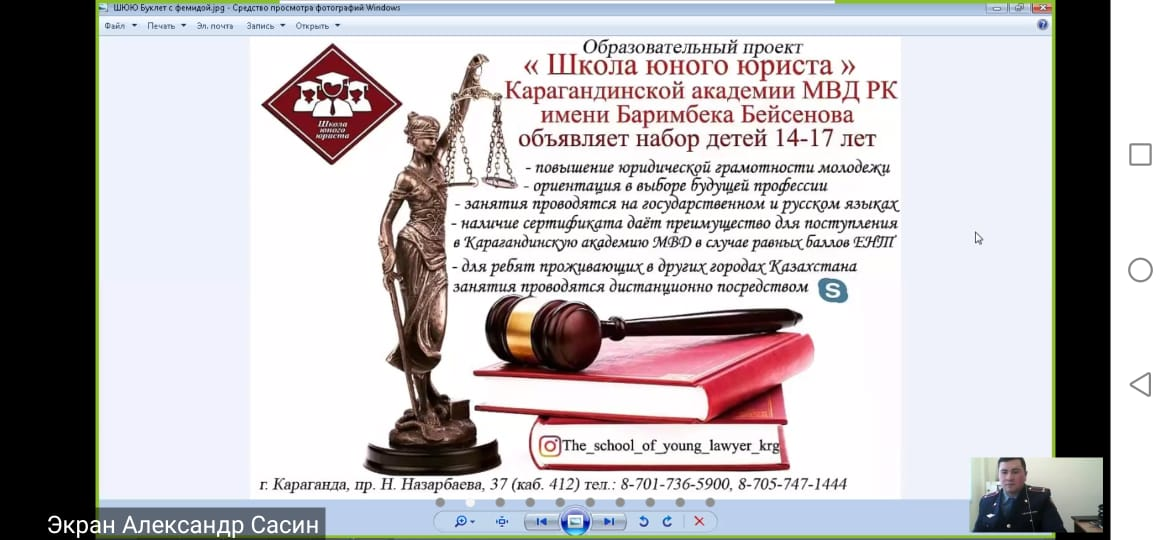 ШЮЮ Буклет с фемидой.jpg - Средство просмотра фотографий Windows
Файл Печать Эл. почта Запись Открыть
Образовательный проект
« Школа юного юриста »
Карагандинской академии МВД РК
имени Баримбека Бейсенова
объявляет набор детей 14-17 лет
Школа
юного
юриста
- повышение юридической грамотности молодежи
- ориентация в выборе будущей профессии
- занятия проводятся на государственном и русском языках
- наличие сертификата даёт преимущество для поступления
в Карагандинскую академию МВD в случае равных баллов ЕНТ
- для ребят проживающих в других городах Казахстана
занятия проводятся дистанционно посредством S
The_school_of_young_lawyer_krg
г. Караганда, пр. Н. Назарбаева, 37 (каб. 412) тел.: 8-701-736-5900, 8-705-747-1444
Экран Александр Сасин